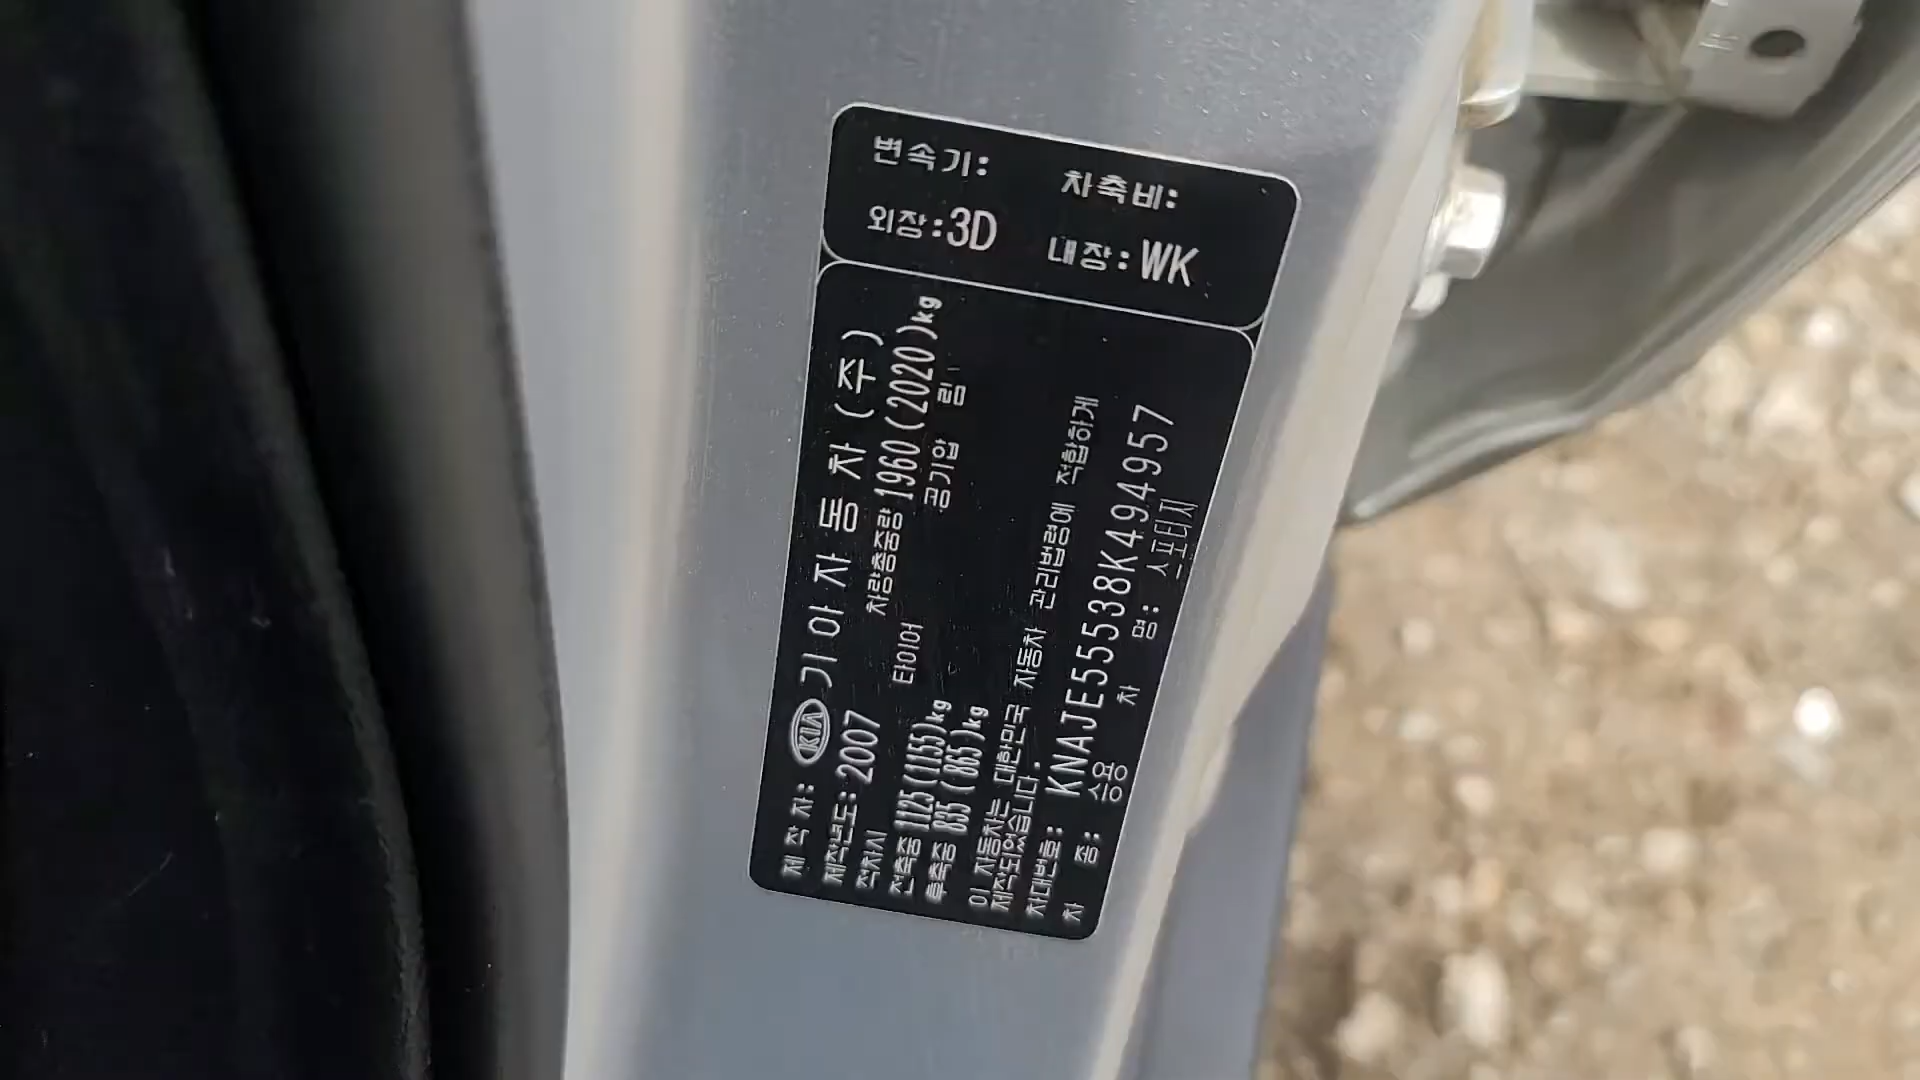 변속기: 차축비:
외장:3D 내장:WK
제 작 자: KIA 기아자동차(주)
제작년도: 2007 차량총중량 1960(2020)kg
적차시 타이어 공기압 림
전축중 1125(1155)kg
후축중 835(865)kg
이 자동차는 대한민국 자동차 관리법령에 적합하게
제작되었습니다.
차대번호: KNAJE55538K494957
차 종: 승용 차 명: 스포티지